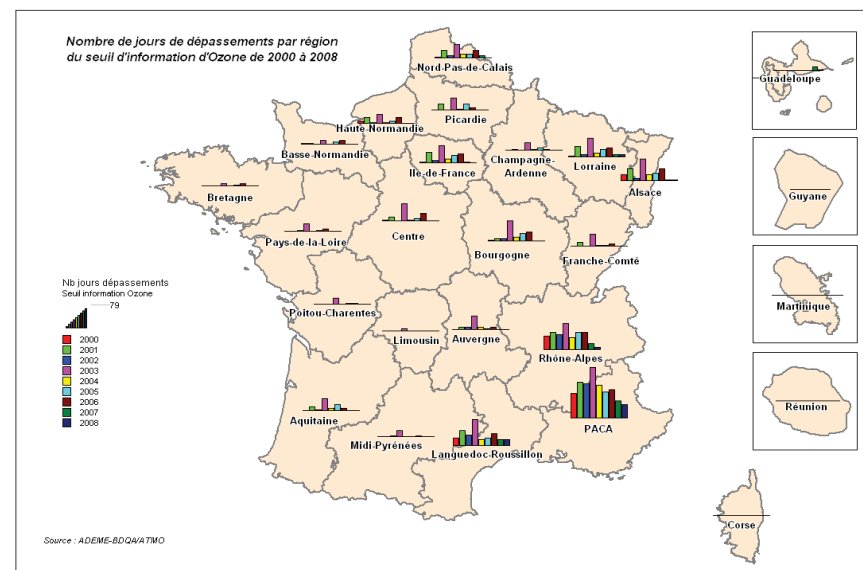 Nombre de jours de dépassements par région
du seuil d'information d'Ozone de 2000 à 2008
Nord-Pas-de-Calais
Guadeloupe
Picardie
Haute-Normandie
Basse-Normandie
Ile-de-France
Champagne-
Ardenne
Lorraine
Alsace
Bretagne
Guyane
Pays-de-la-Loire
Centre
Bourgogne
Franche-Comté
Nb jours dépassements
Seuil information Ozone
79
Martinique
Poitou-Charentes
Limousin
Auvergne
Rhône-Alpes
2000
2001
2002
2003
2004
2005
2006
2007
2008
Réunion
Aquitaine
PACA
Midi-Pyrénées
Languedoc-Roussillon
Corse
Source : ADEME-BDQA/ATMO